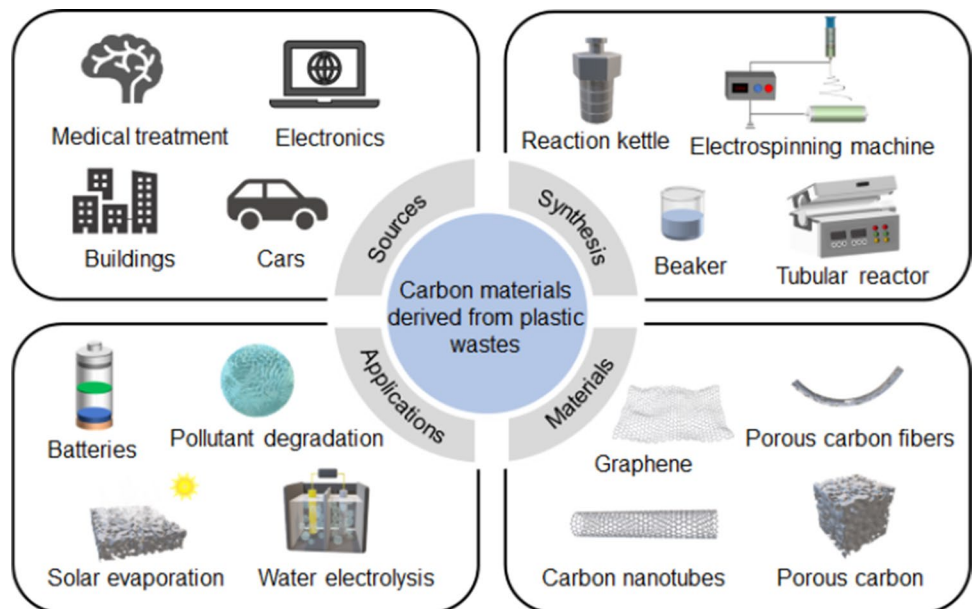 Medical treatment
Electronics
Buildings
Cars
Sources
Reaction kettle
Electrospinning machine
Beaker
Tubular reactor
Synthesis
Carbon materials
derived from plastic
wastes
Applications
Batteries
Pollutant degradation
Solar evaporation
Water electrolysis
Materials
Graphene
Porous carbon fibers
Carbon nanotubes
Porous carbon